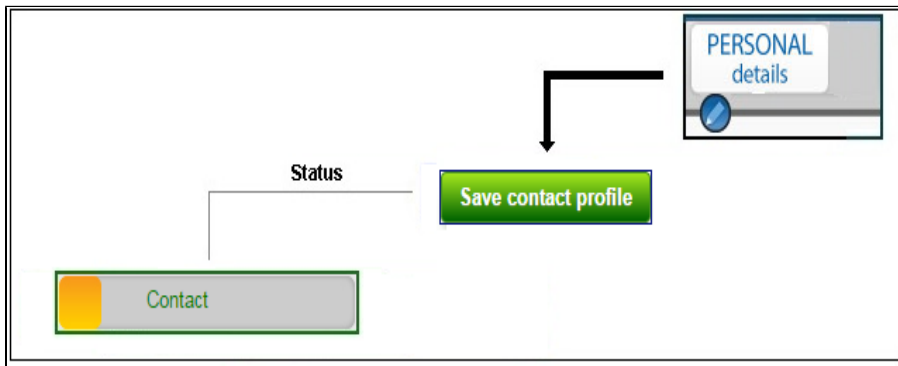 PERSONAL
details
Status
Save contact profile
Contact